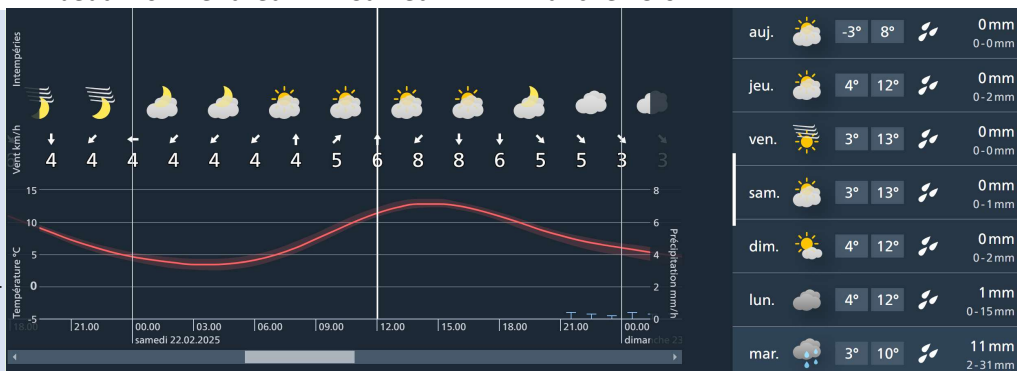 Intempéries
Vent km/h
4 4 4 4 4 4 4 5 6 8 8 6 5 5 3 3
Température °C
15
10
5
0
-5
8
6
4
2
0
Précipitation mm/h
18.00 21.00 00.00 03.00 06.00 09.00 12.00 15.00 18.00 21.00 00.00
samedi 22.02.2025
dimanche 23
auj. -3° 8° 0 mm
0-0 mm
jeu. 4° 12° 0 mm
0-2 mm
ven. 3° 13° 0 mm
0-0 mm
sam. 3° 13° 0 mm
0-1 mm
dim. 4° 12° 0 mm
0-2 mm
lun. 4° 12° 1 mm
0-15 mm
mar. 3° 10° 11 mm
2-31 mm